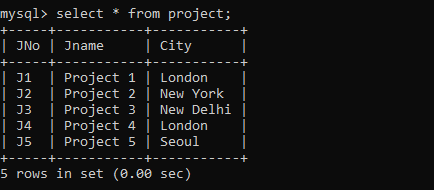 mysql> select * from project;
+-----+-----------+-----------+
| JNo | Jname     | City      |
+-----+-----------+-----------+
| J1  | Project 1 | London    |
| J2  | Project 2 | New York  |
| J3  | Project 3 | New Delhi |
| J4  | Project 4 | London    |
| J5  | Project 5 | Seoul     |
+-----+-----------+-----------+
5 rows in set (0.00 sec)